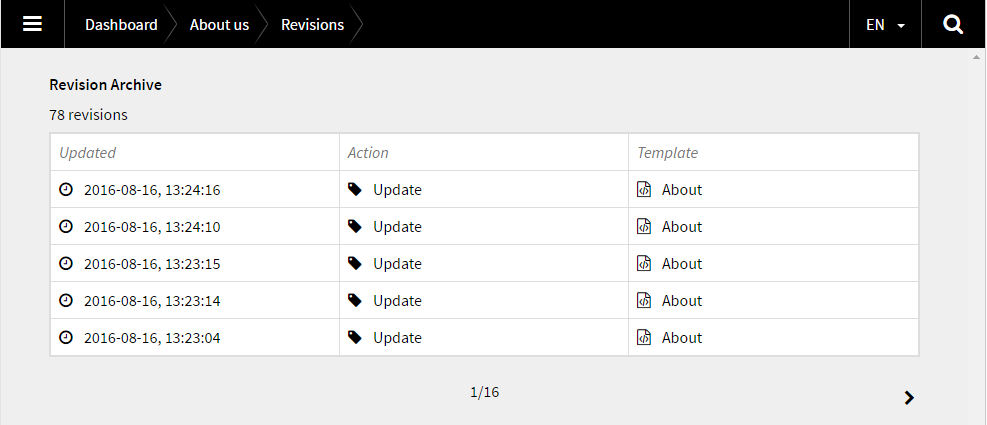 Dashboard About us Revisions EN
Revision Archive
78 revisions
Updated Action Template
2016-08-16, 13:24:16 Update About
2016-08-16, 13:24:10 Update About
2016-08-16, 13:23:15 Update About
2016-08-16, 13:23:14 Update About
2016-08-16, 13:23:04 Update About
1/16